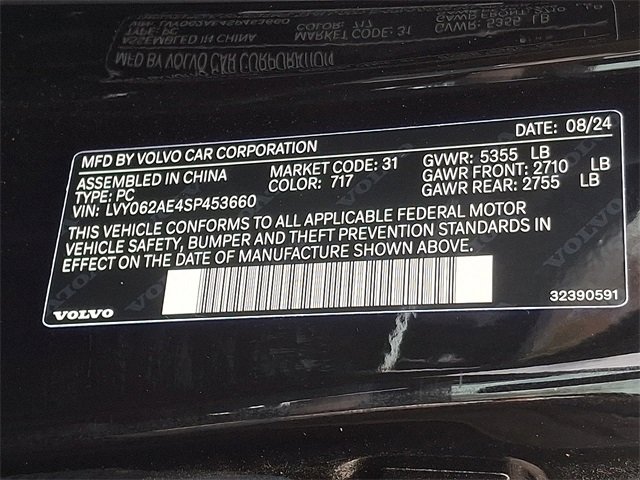 DATE: 08/24
MFD BY VOLVO CAR CORPORATION
ASSEMBLED IN CHINA MARKET CODE: 31 GVWR: 5355 LB
TYPE: PC COLOR: 717 GAWR FRONT: 2710 LB
VIN: LVY062AE4SP453660 GAWR REAR: 2755 LB
THIS VEHICLE CONFORMS TO ALL APPLICABLE FEDERAL MOTOR
VEHICLE SAFETY, BUMPER AND THEFT PREVENTION STANDARDS IN
EFFECT ON THE DATE OF MANUFACTURE SHOWN ABOVE.
VOLVO 32390591